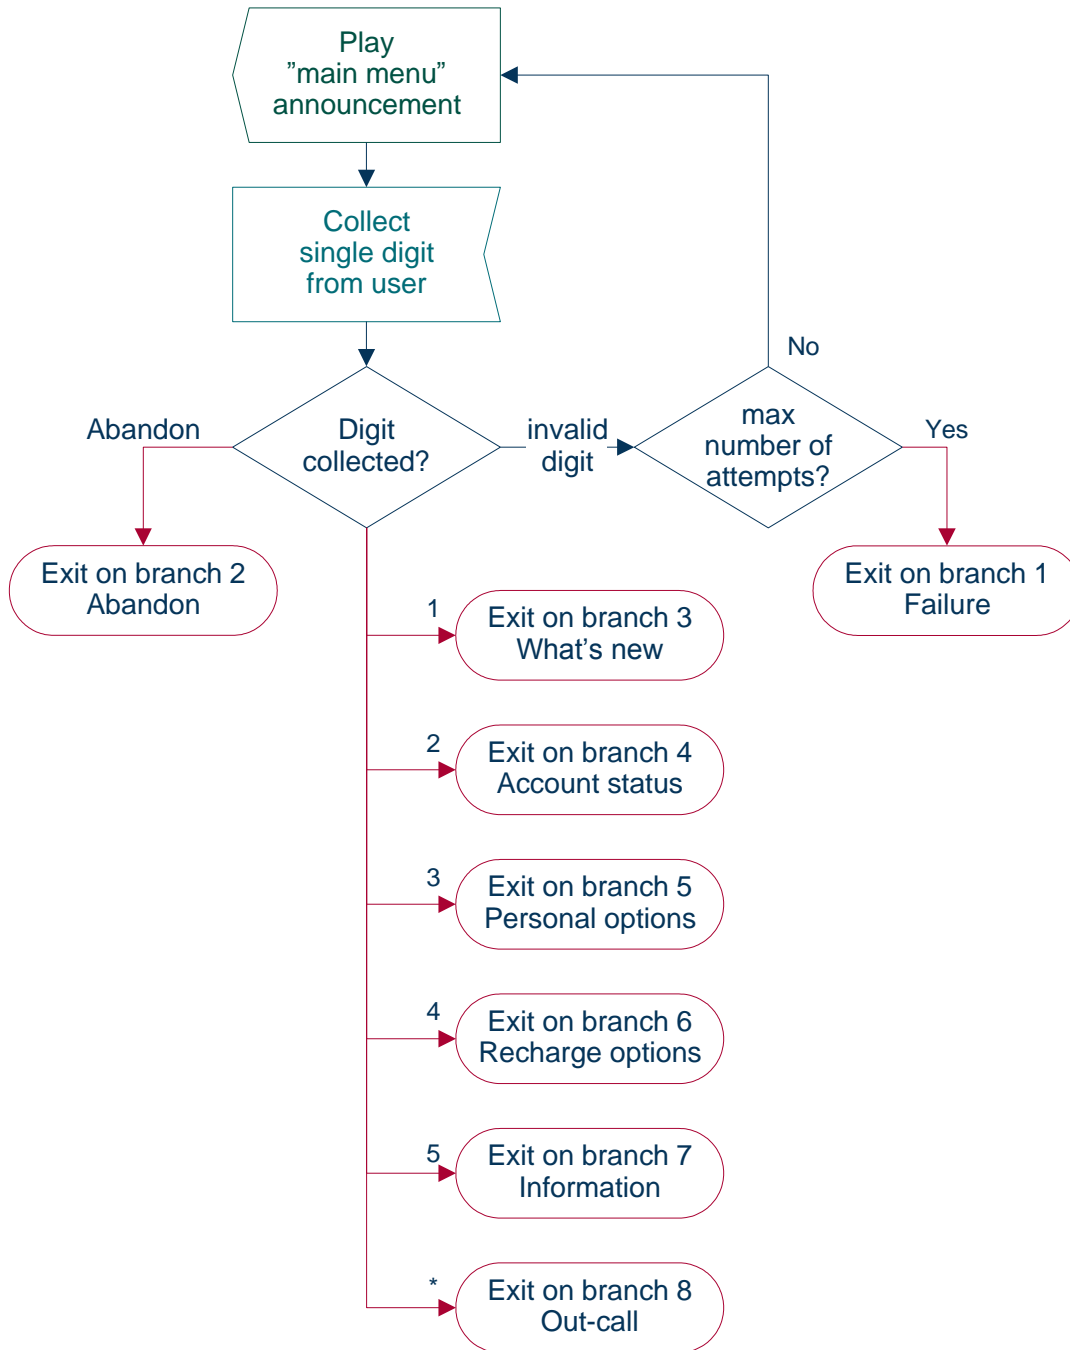 Play
”main menu”
announcement
Collect
single digit
from user
No
Abandon
Digit
collected?
invalid
digit
max
number of
attempts?
Yes
Exit on branch 2
Abandon
Exit on branch 1
Failure
1
Exit on branch 3
What’s new
2
Exit on branch 4
Account status
3
Exit on branch 5
Personal options
4
Exit on branch 6
Recharge options
5
Exit on branch 7
Information
*
Exit on branch 8
Out-call